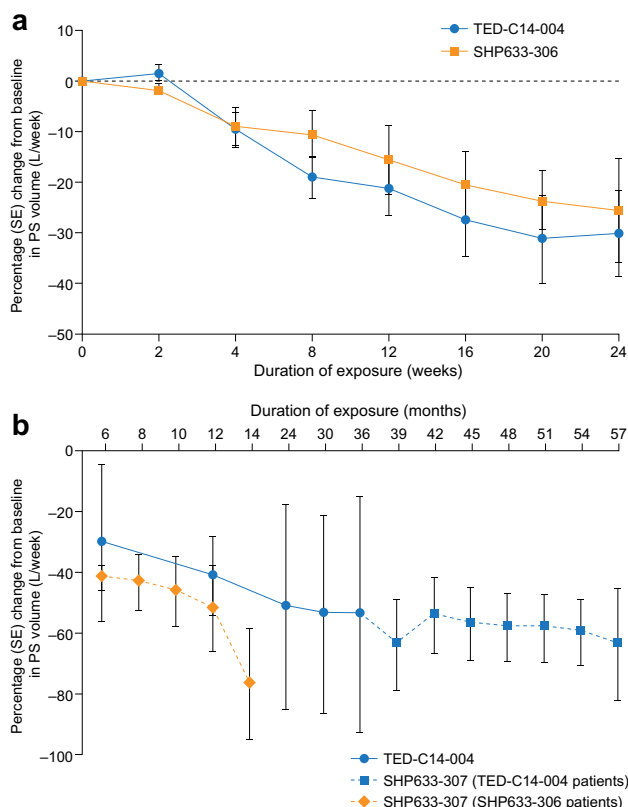 a
TED-C14-004
SHP633-306
Percentage (SE) change from baseline
in PS volume (L/week)
10
0
–10
–20
–30
–40
–50
0 2 4 8 12 16 20 24
Duration of exposure (weeks)
b
Duration of exposure (months)
6 8 10 12 14 24 30 36 39 42 45 48 51 54 57
Percentage (SE) change from baseline
in PS volume (L/week)
0
–20
–40
–60
–80
–100
TED-C14-004
SHP633-307 (TED-C14-004 patients)
SHP633-307 (SHP633-306 patients)